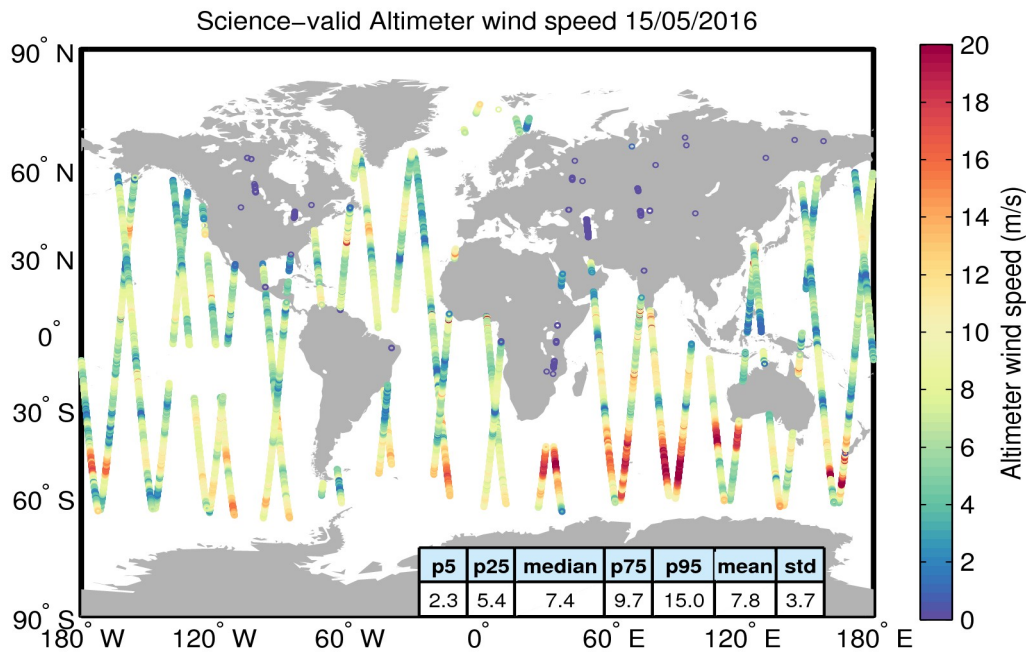 Science−valid Altimeter wind speed 15/05/2016
90° N
60° N
30° N
0°
30° S
60° S
90° S
180° W
120° W
60° W
0°
60° E
120° E
180° E
p5 p25 median p75 p95 mean std
2.3 5.4 7.4 9.7 15.0 7.8 3.7
20
18
16
14
12
10
8
6
4
2
0
Altimeter wind speed (m/s)